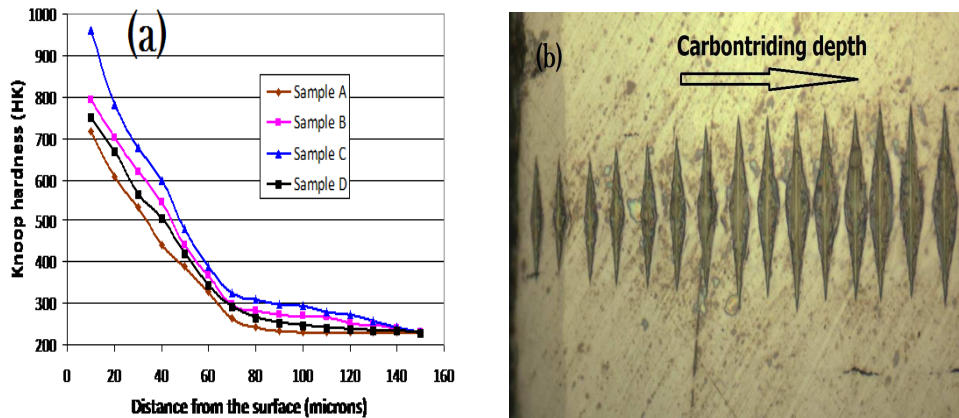 (a)
Knoop hardness (HK)
1000
900
800
700
600
500
400
300
200
0 20 40 60 80 100 120 140 160
Distance from the surface (microns)
Sample A
Sample B
Sample C
Sample D
(b)
Carbontriding depth